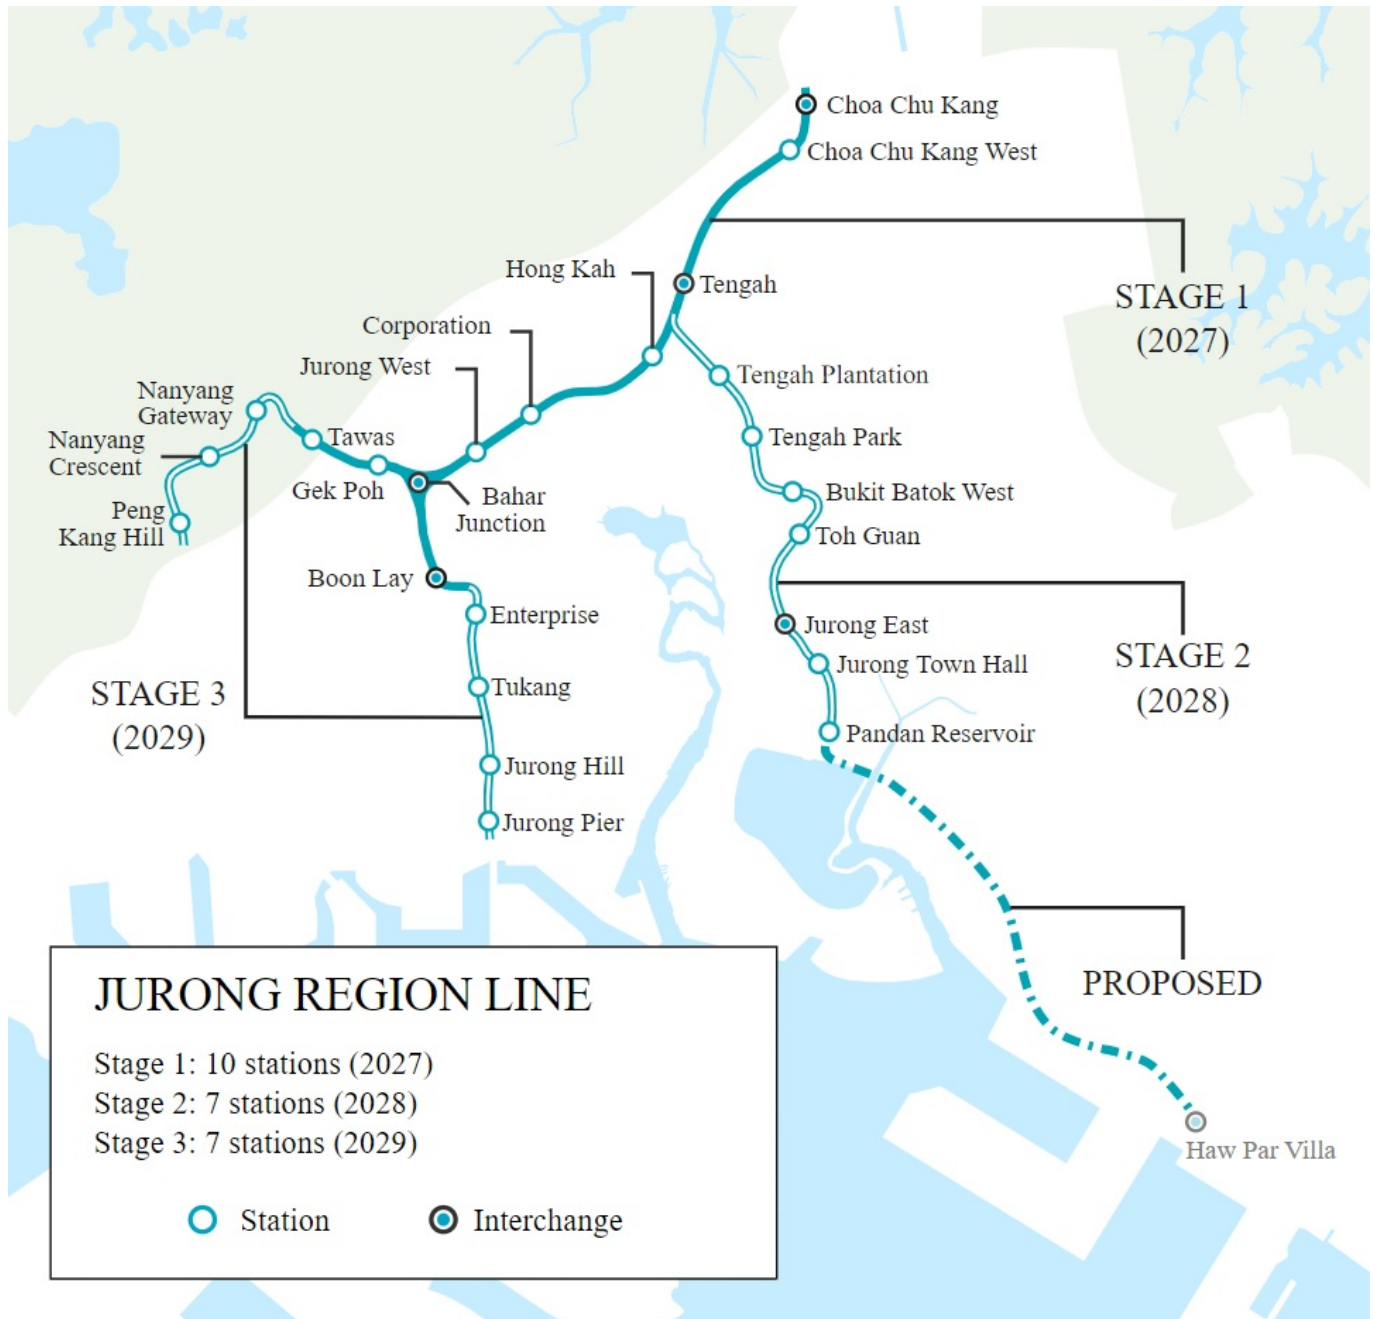 Choa Chu Kang
Choa Chu Kang West
Hong Kah
Tengah
STAGE 1
(2027)
Corporation
Jurong West
Tengah Plantation
Nanyang
Gateway
Tawas
Tengah Park
Nanyang
Crescent
Gek Poh
Bahar
Junction
Bukit Batok West
Peng
Kang Hill
Toh Guan
Boon Lay
Enterprise
Jurong East
Jurong Town Hall
STAGE 2
(2028)
STAGE 3
(2029)
Tukang
Pandan Reservoir
Jurong Hill
Jurong Pier
PROPOSED
Haw Par Villa
JURONG REGION LINE
Stage 1: 10 stations (2027)
Stage 2: 7 stations (2028)
Stage 3: 7 stations (2029)
Station
Interchange